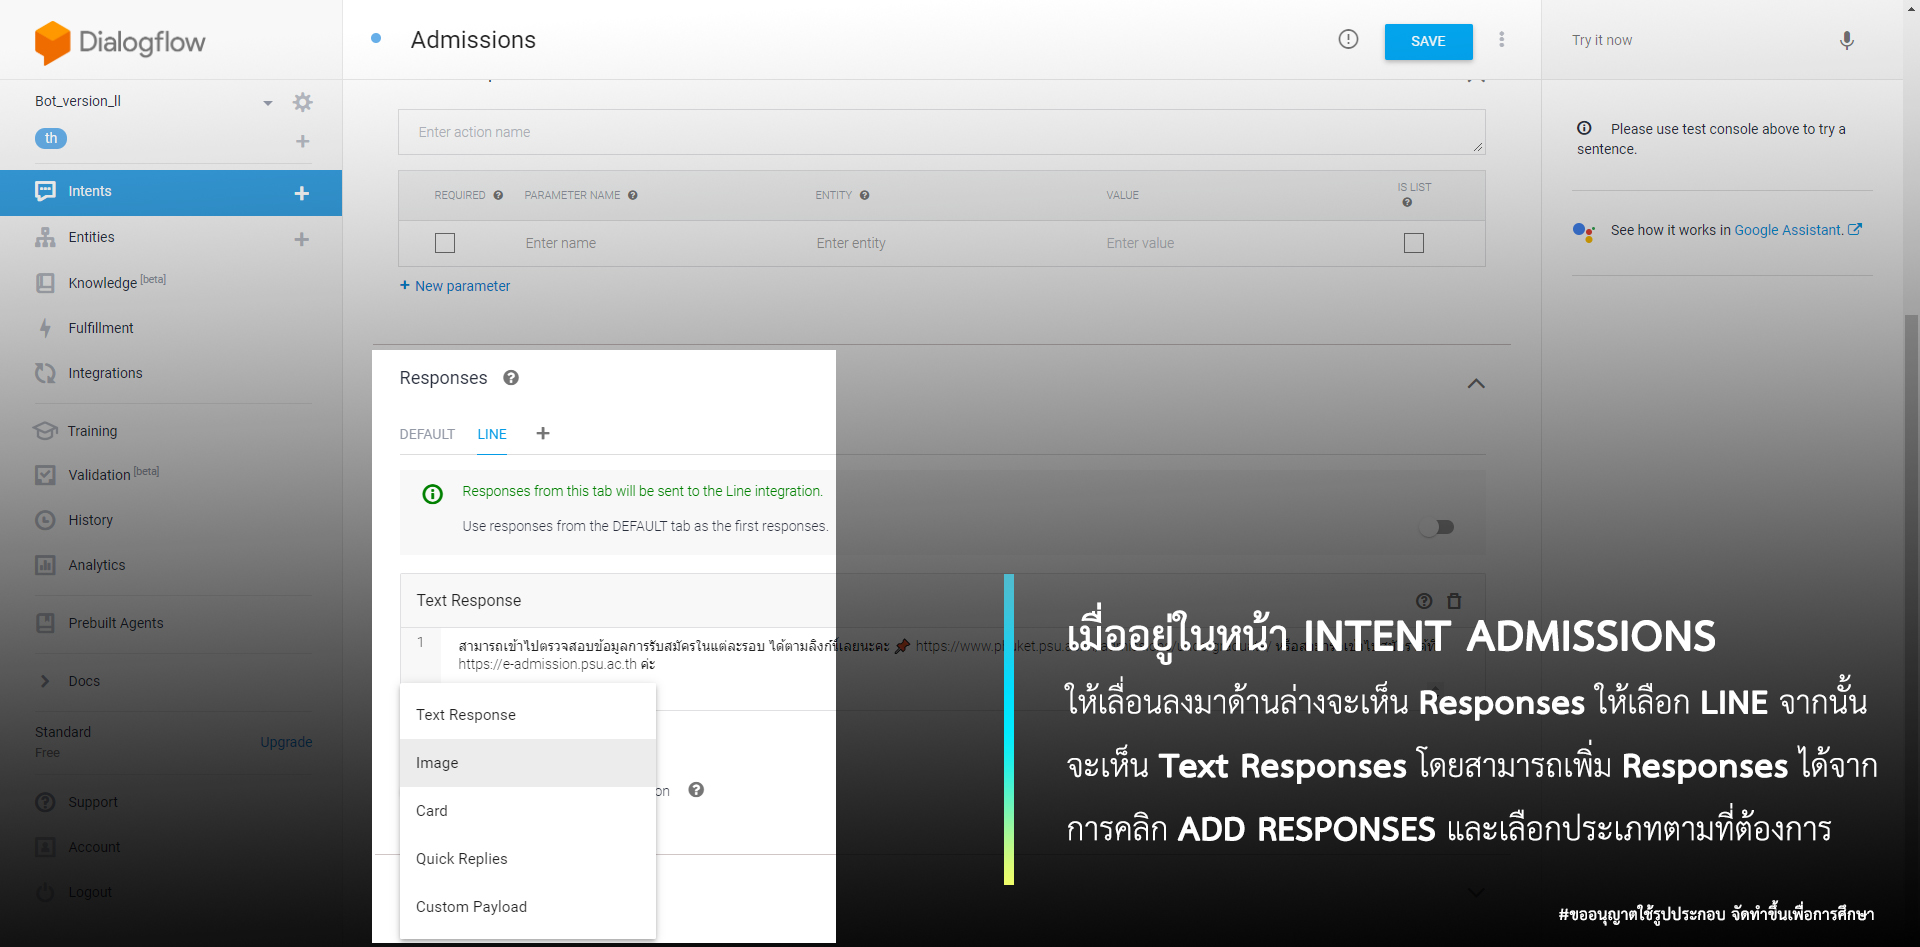 Dialogflow
Admissions
SAVE
Try it now
Bot_version_II
th
Intents
Entities
Knowledge [beta]
Fulfillment
Integrations
Training
Validation [beta]
History
Analytics
Prebuilt Agents
Docs
Standard
Free
Upgrade
Support
Account
Logout
Enter action name
REQUIRED
PARAMETER NAME
ENTITY
VALUE
IS LIST
Enter name
Enter entity
Enter value
+ New parameter
Please use test console above to try a
sentence.
See how it works in Google Assistant.
Responses
DEFAULT
LINE
Responses from this tab will be sent to the Line integration.
Use responses from the DEFAULT tab as the first responses.
Text Response
1
สามารถเข้าไปตรวจสอบข้อมูลการรับสมัครในแต่ละรอบ ได้ตามลิงก์นี้เลยนะคะ 📌 https://www.phuket.psu.
https://e-admission.psu.ac.th ค่ะ
Text Response
Image
on
Card
Quick Replies
Custom Payload
เมื่ออยู่ในหน้า INTENT ADMISSIONS
ให้เลื่อนลงมาด้านล่างจะเห็น Responses ให้เลือก LINE จากนั้น
จะเห็น Text Responses โดยสามารถเพิ่ม Responses ได้จาก
การคลิก ADD RESPONSES และเลือกประเภทตามที่ต้องการ
#ขออนุญาตใช้รูปประกอบ จัดทำขึ้นเพื่อการศึกษา